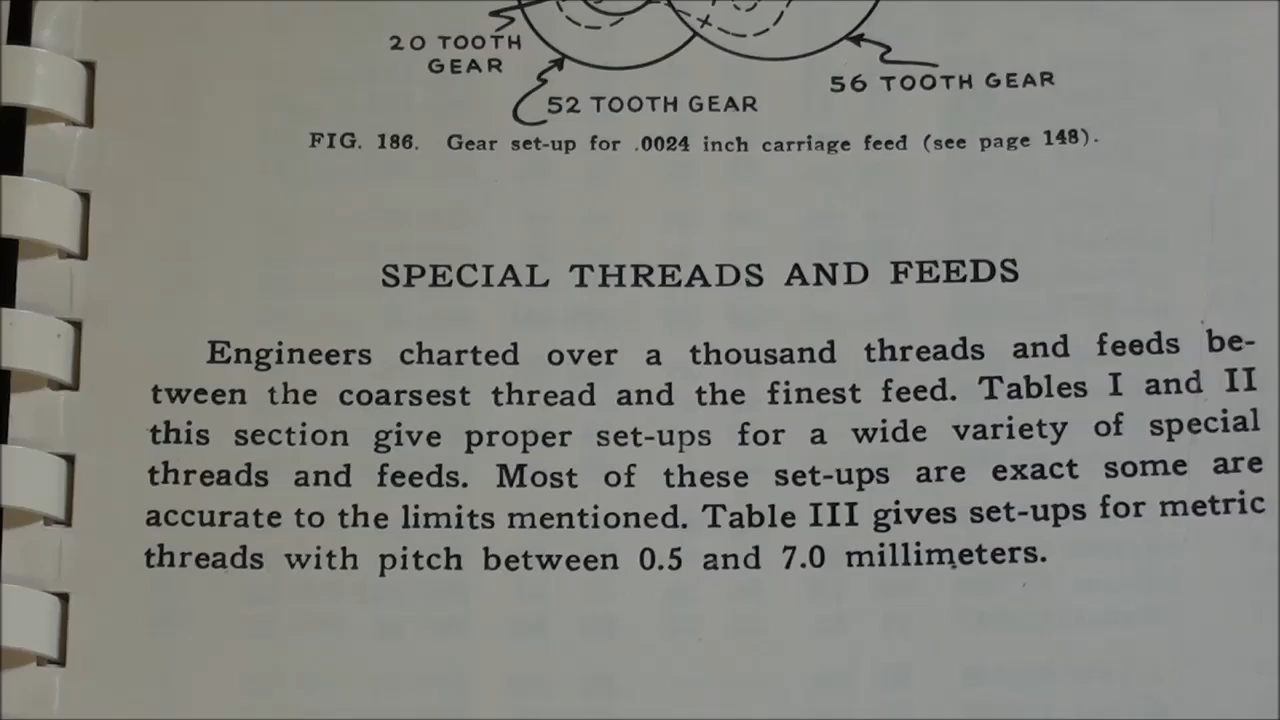 20 TOOTH
GEAR
52 TOOTH GEAR
56 TOOTH GEAR
FIG. 186. Gear set-up for .0024 inch carriage feed (see page 148).
SPECIAL THREADS AND FEEDS
Engineers charted over a thousand threads and feeds be-
tween the coarsest thread and the finest feed. Tables I and II
this section give proper set-ups for a wide variety of special
threads and feeds. Most of these set-ups are exact some are
accurate to the limits mentioned. Table III gives set-ups for metric
threads with pitch between 0.5 and 7.0 millimeters.